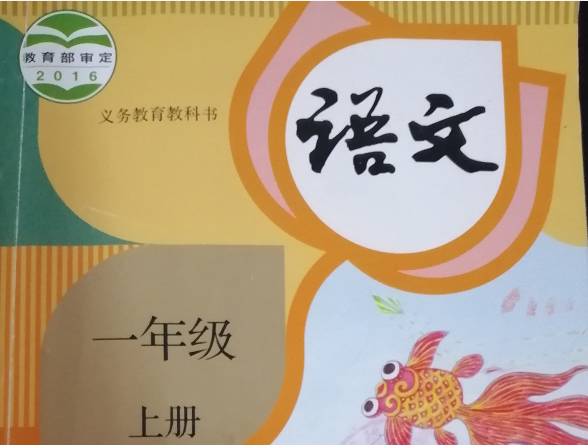 教育部审定
2016
义务教育教科书
语文
一年级
上册